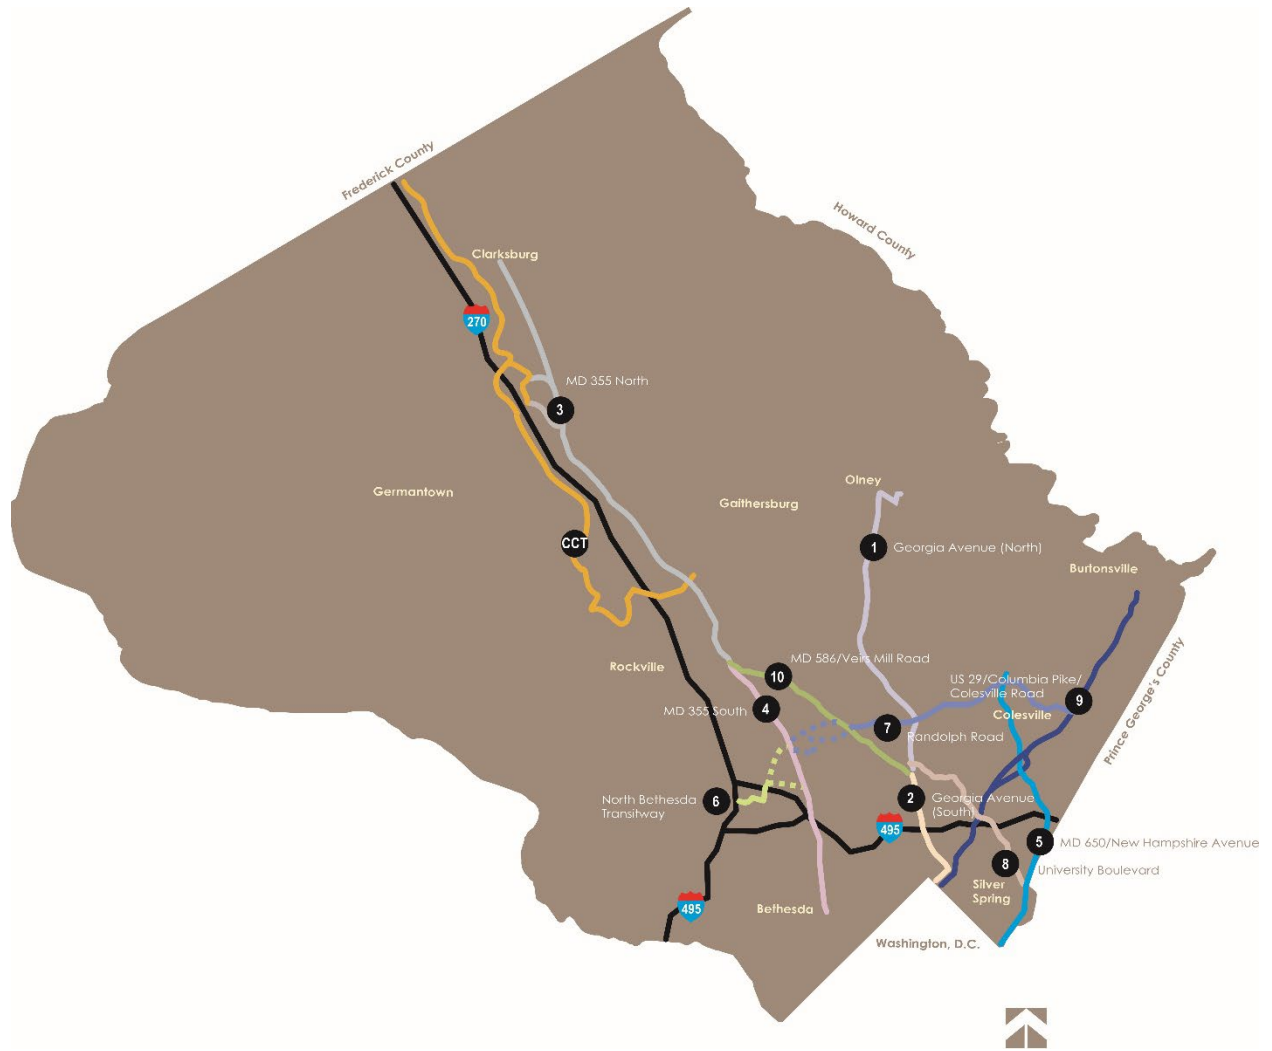 Frederick County
Howard County
Clarksburg
270
MD 355 North
3
Germantown
Gaithersburg
Olney
CCT
1
Georgia Avenue (North)
Burtonsville
Rockville
MD 586/Veirs Mill Road
10
US 29/Columbia Pike/
Colesville Road
9
MD 355 South
4
Colesville
7
Randolph Road
Prince George's County
North Bethesda
Transitway
6
2
Georgia Avenue
(South)
495
5
MD 650/New Hampshire Avenue
8
University Boulevard
Silver
Spring
495
Bethesda
Washington, D.C.